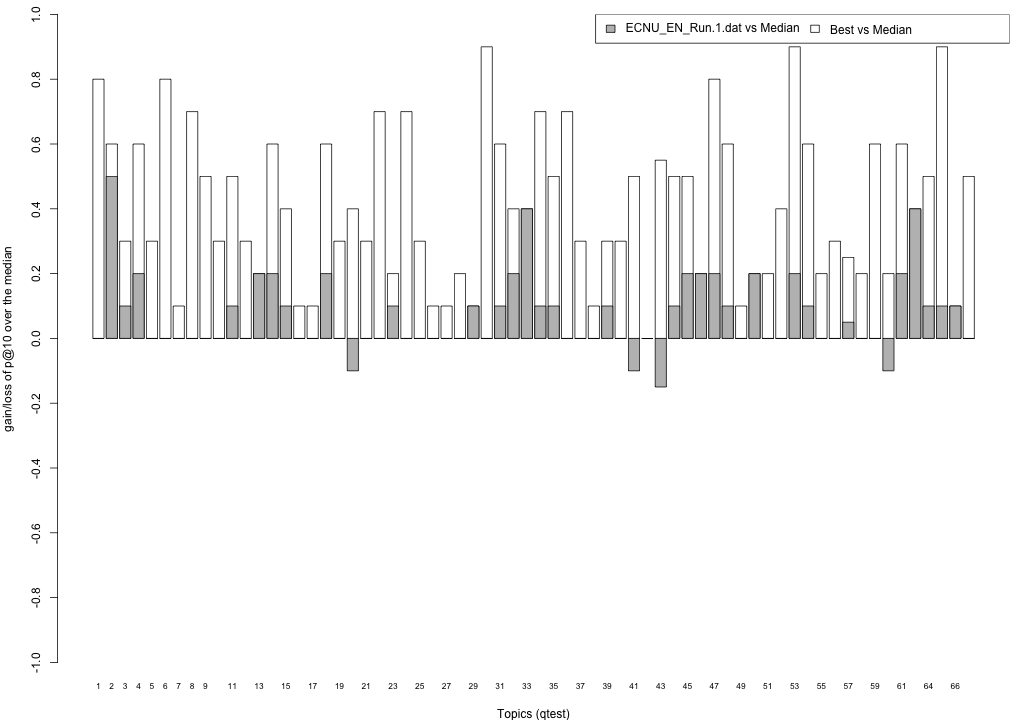 ECNU_EN_Run.1.dat vs Median Best vs Median
1.0
0.8
0.6
0.4
0.2
0.0
-0.2
-0.4
-0.6
-0.8
-1.0
gain/loss of p@10 over the median
1 2 3 4 5 6 7 8 9 11 13 15 17 19 21 23 25 27 29 31 33 35 37 39 41 43 45 47 49 51 53 55 57 59 61 64 66
Topics (qtest)